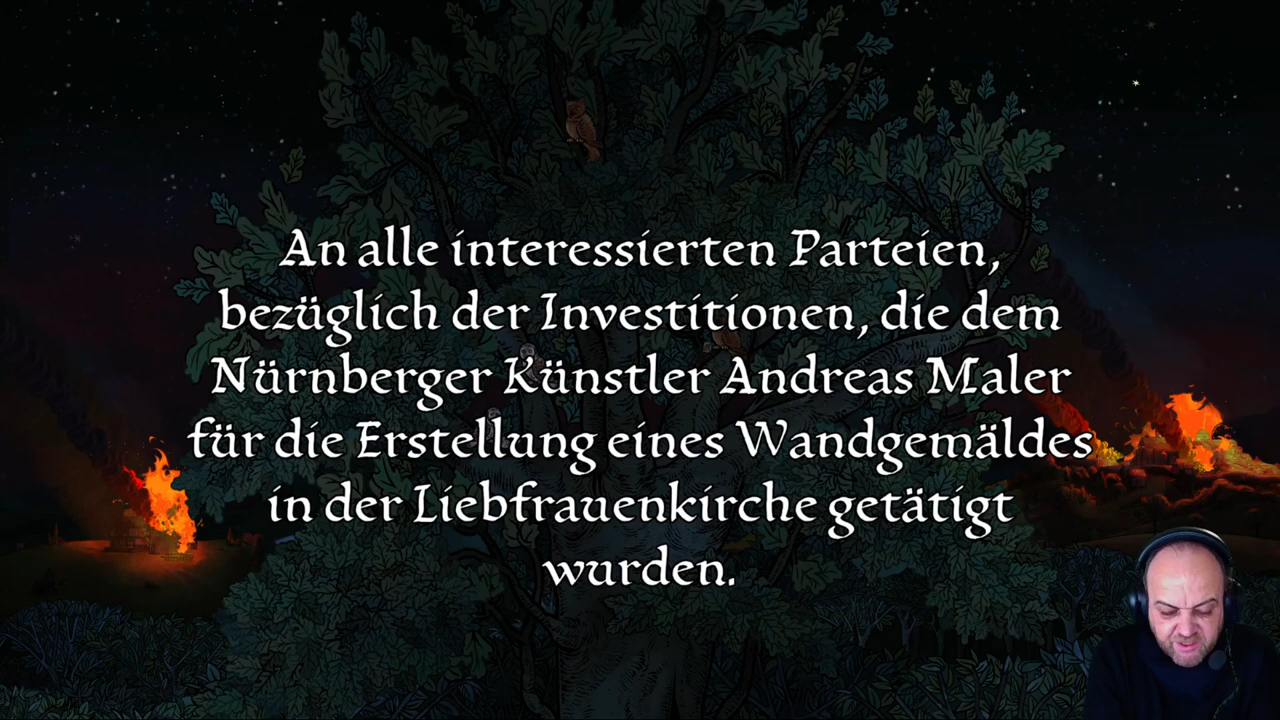 An alle interessierten Parteien,
bezüglich der Investitionen, die dem
Nürnberger Künstler Andreas Maler
für die Erstellung eines Wandgemäldes
in der Liebfrauenkirche getätigt
wurden.